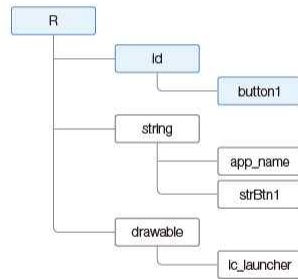 R
id
button1
string
app_name
strBtn1
drawable
ic_launcher